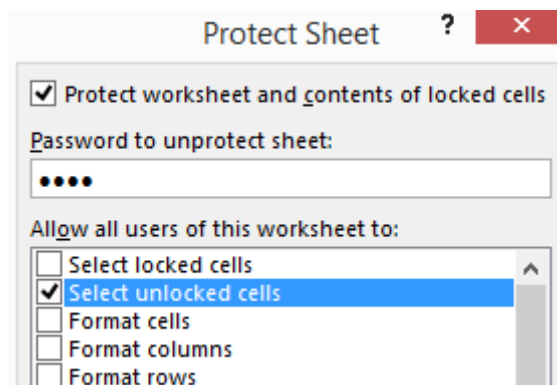 Protect Sheet ?
Protect worksheet and contents of locked cells
Password to unprotect sheet:
••••
Allow all users of this worksheet to:
Select locked cells
Select unlocked cells
Format cells
Format columns
Format rows